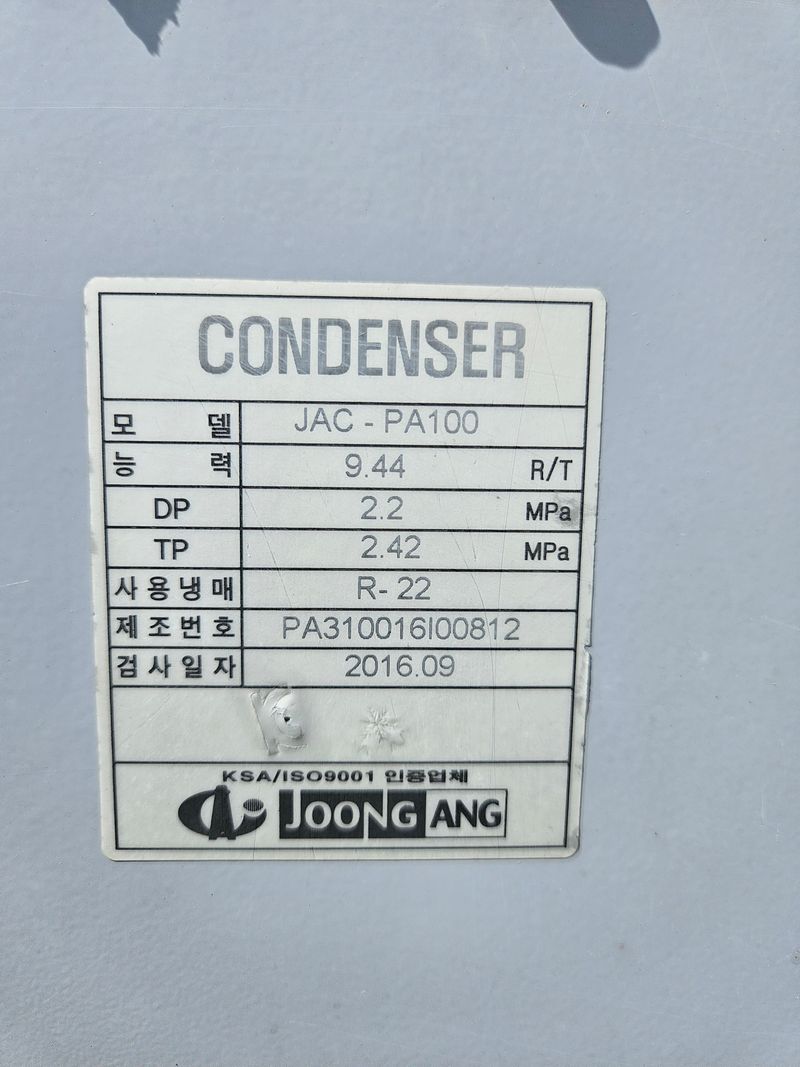 CONDENSER
모 델 JAC - PA100
능 력 9.44 R/T
DP 2.2 MPa
TP 2.42 MPa
사용냉매 R- 22
제조번호 PA310016I00812
검사일자 2016.09
KSA/ISO9001 인증업체
JOONG ANG